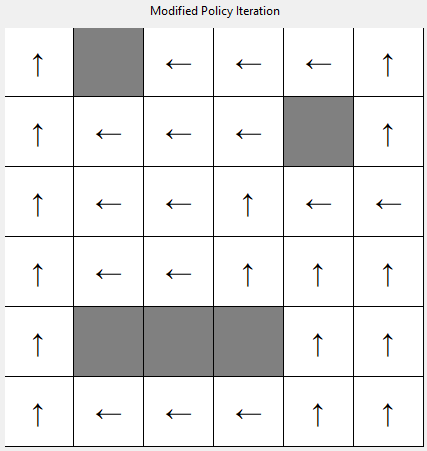 Modified Policy Iteration
↑ ← ← ← ↑
↑ ← ← ← ↑
↑ ← ← ↑ ← ←
↑ ← ← ↑ ↑ ↑
↑ ↑ ↑
↑ ← ← ← ↑ ↑